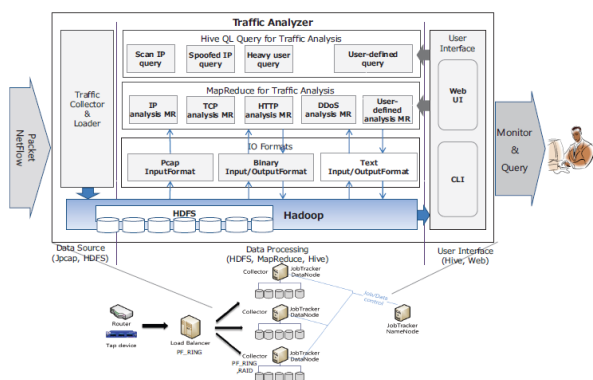 Traffic Analyzer
Hive QL Query for Traffic Analysis
Scan IP
query
Spoofed IP
query
Heavy user
query
User-defined
query
User
Interface
Traffic
Collector
&
Loader
MapReduce for Traffic Analysis
IP
analysis MR
TCP
analysis MR
HTTP
analysis MR
DDoS
analysis MR
User-
defined
analysis MR
Web
UI
Packet
NetFlow
Monitor
&
Query
IO Formats
Pcap
InputFormat
Binary
Input/OutputFormat
Text
Input/OutputFormat
CLI
HDFS
Hadoop
Data Source
(Jpcap, HDFS)
Data Processing
(HDFS, MapReduce, Hive)
User Interface
(Hive, Web)
Collector
JobTracker
DataNode
Job/Data
control
Router
Tap device
Load Balancer
PF_RING
Collector
JobTracker
DataNode
JobTracker
NameNode
Collector
JobTracker
DataNode
PF_RING
,RAID